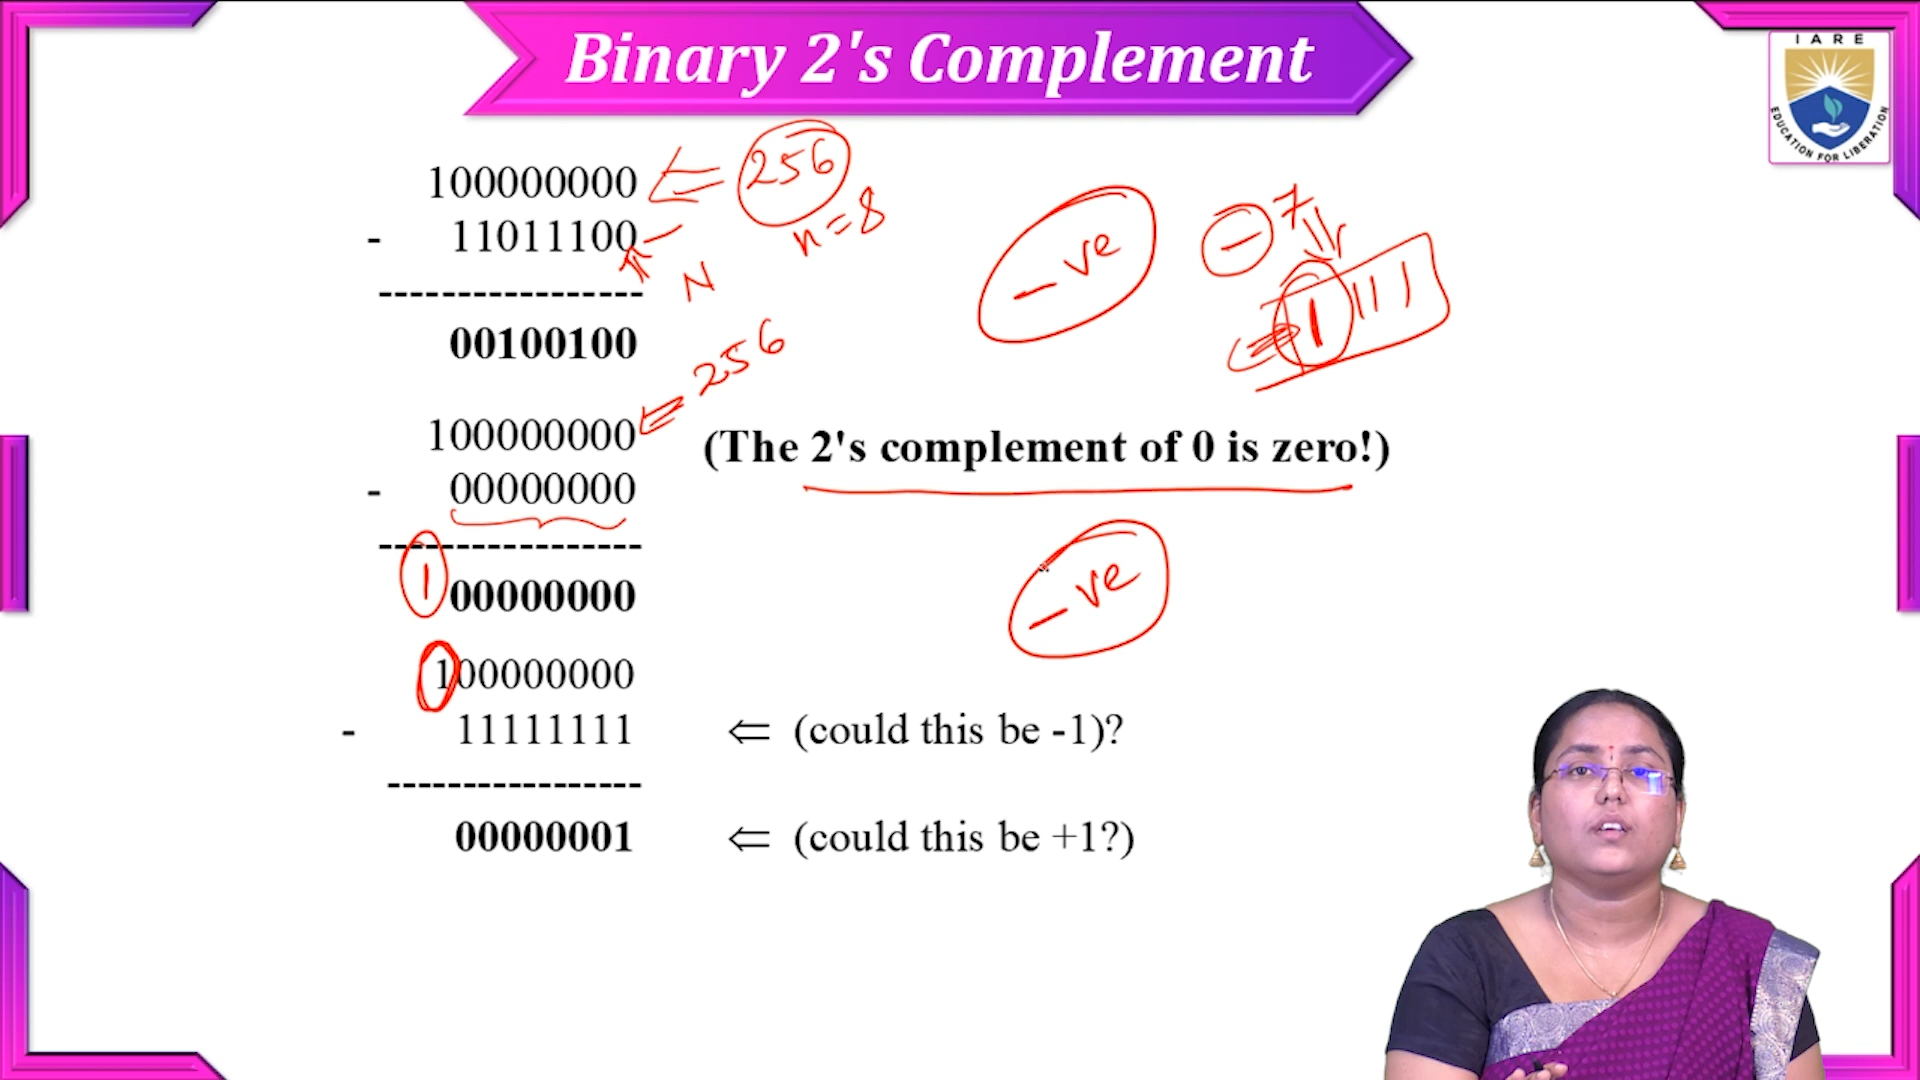 Binary 2's Complement
IARE
EDUCATION FOR LIBERATION
100000000
256
n=8
- 11011100
N
-----------------
00100100
-ve
-7
1111
256
100000000
(The 2's complement of 0 is zero!)
- 00000000
-----------------
1 00000000
-ve
100000000
- 11111111 ⇐ (could this be -1)?
-----------------
00000001 ⇐ (could this be +1?)